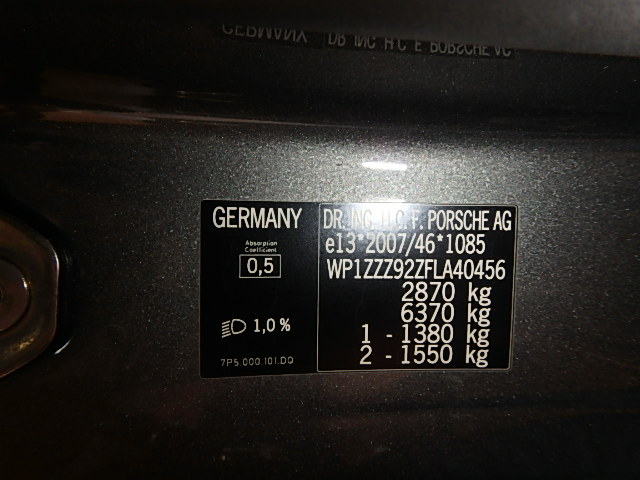 GERMANY
Absorption
Coefficient
0,5
1,0 %
7P5.000.101.DQ
DR. ING. H.C. F. PORSCHE AG
e13*2007/46*1085
WP1ZZZ92ZFLA40456
2870 kg
6370 kg
1 - 1380 kg
2 - 1550 kg